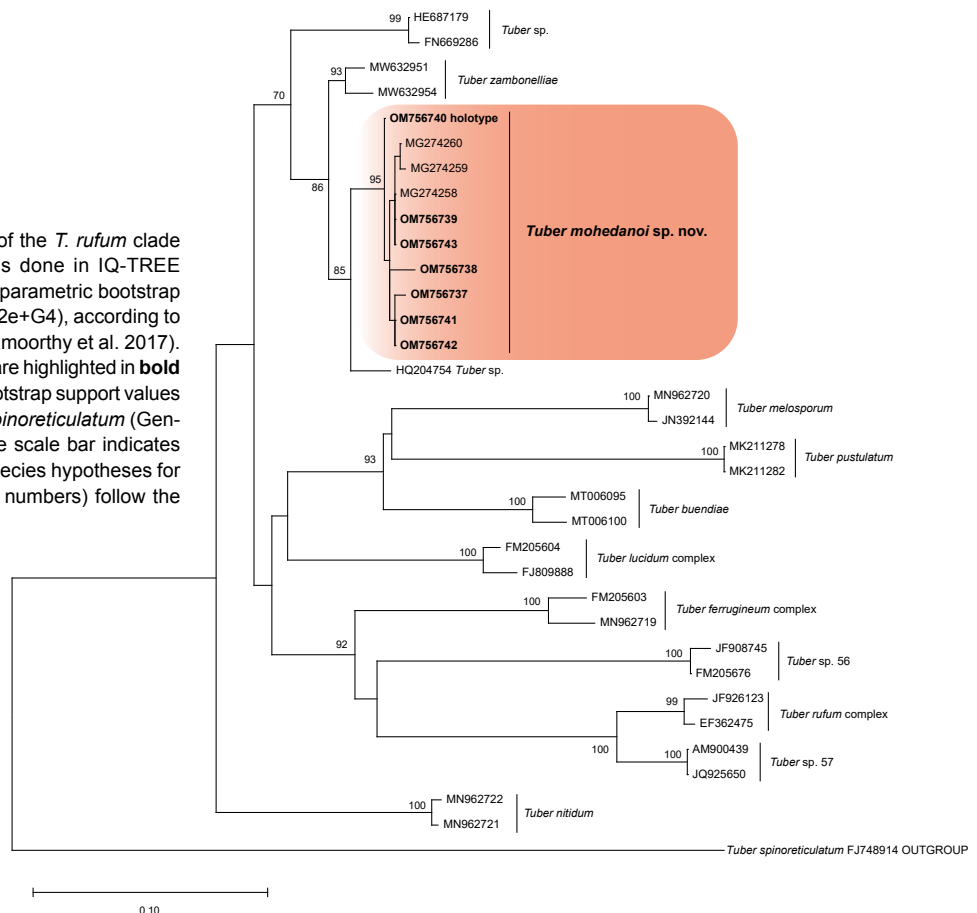 99
HE687179
FN669286
Tuber sp.
93
MW632951
MW632954
Tuber zambonelliae
70
86
OM756740 holotype
MG274260
MG274259
95
MG274258
OM756739
OM756743
OM756738
OM756737
OM756741
OM756742
Tuber mohedanoi sp. nov.
85
HQ204754 Tuber sp.
of the T. rufum clade
s done in IQ-TREE
parametric bootstrap
2e+G4), according to
moorthy et al. 2017).
are highlighted in bold
otstrap support values
pinoreticulatum (Gen-
e scale bar indicates
pecies hypotheses for
numbers) follow the
100
MN962720
JN392144
Tuber melosporum
93
100
MK211278
MK211282
Tuber pustulatum
100
MT006095
MT006100
Tuber buendiae
100
FM205604
FJ809888
Tuber lucidum complex
100
FM205603
MN962719
Tuber ferrugineum complex
92
100
JF908745
FM205676
Tuber sp. 56
99
JF926123
EF362475
Tuber rufum complex
100
100
AM900439
JQ925650
Tuber sp. 57
100
MN962722
MN962721
Tuber nitidum
Tuber spinoreticulatum FJ748914 OUTGROUP
0.10